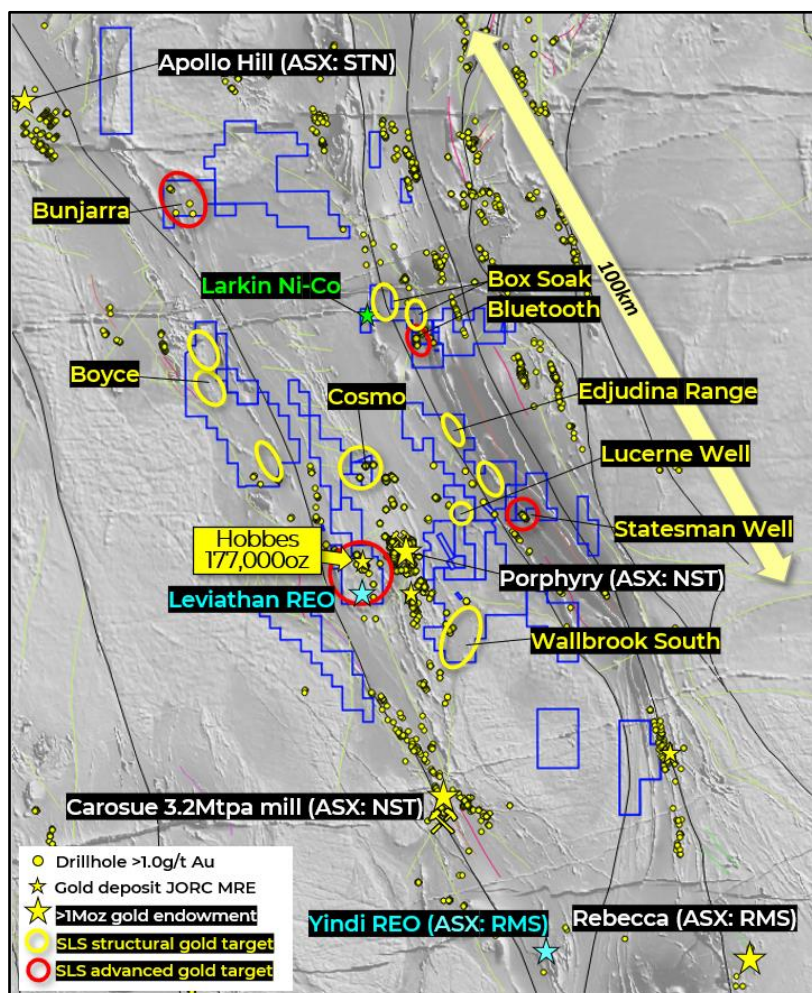 Apollo Hill (ASX: STN)
Bunjarra
100km
Larkin Ni-Co
Box Soak
Bluetooth
Boyce
Cosmo
Edjudina Range
Lucerne Well
Statesman Well
Hobbes
177,000oz
Porphyry (ASX: NST)
Leviathan REO
Wallbrook South
Carosue 3.2Mtpa mill (ASX: NST)
Drillhole >1.0g/t Au
Gold deposit JORC MRE
>1Moz gold endowment
SLS structural gold target
SLS advanced gold target
Yindi REO (ASX: RMS)
Rebecca (ASX: RMS)